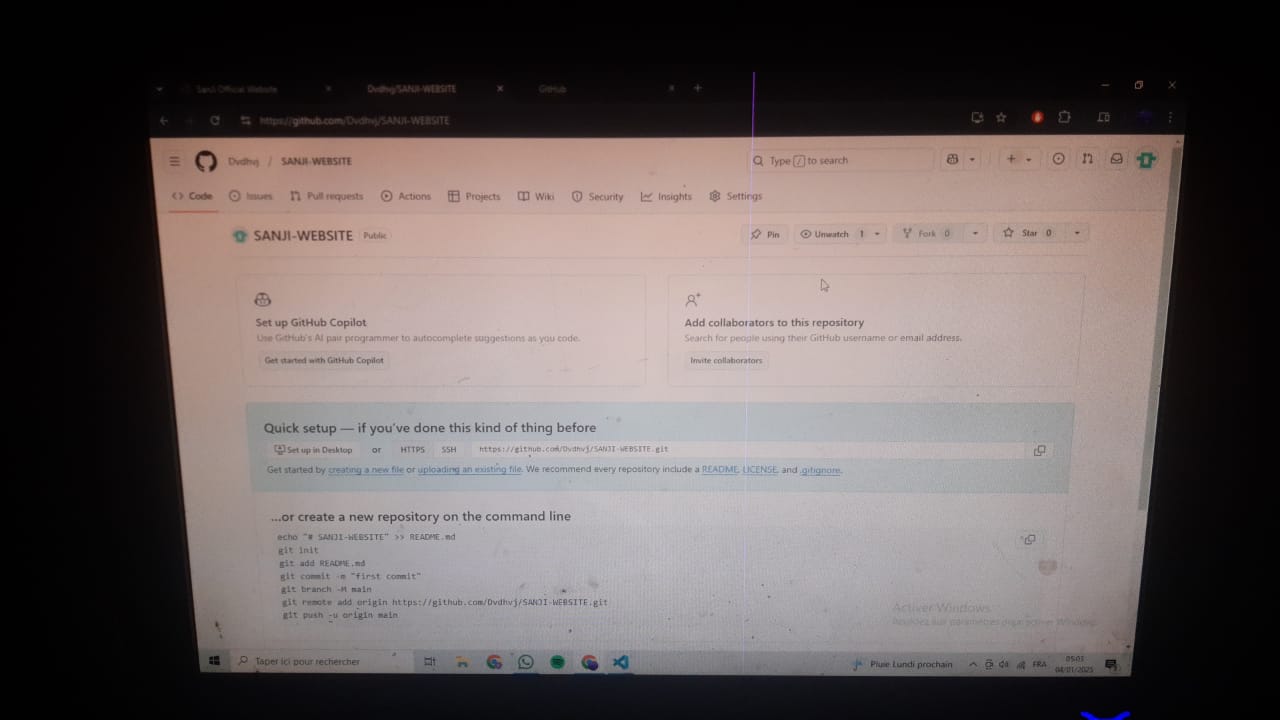 Sanji Official Website
Dvdhvj/SANJI-WEBSITE
GitHub
https://github.com/Dvdhvj/SANJI-WEBSITE
Dvdhvj / SANJI-WEBSITE
Type / to search
Code Issues Pull requests Actions Projects Wiki Security Insights Settings
SANJI-WEBSITE Public
Pin Unwatch 1 Fork 0 Star 0
Set up GitHub Copilot
Use GitHub's AI pair programmer to autocomplete suggestions as you code.
Get started with GitHub Copilot
Add collaborators to this repository
Search for people using their GitHub username or email address.
Invite collaborators
Quick setup — if you've done this kind of thing before
Set up in Desktop or HTTPS SSH https://github.com/Dvdhvj/SANJI-WEBSITE.git
Get started by creating a new file or uploading an existing file. We recommend every repository include a README, LICENSE, and .gitignore.
...or create a new repository on the command line
echo "# SANJI-WEBSITE" >> README.md
git init
git add README.md
git commit -m "first commit"
git branch -M main
git remote add origin https://github.com/Dvdhvj/SANJI-WEBSITE.git
git push -u origin main
Activer Windows
Accédez aux paramètres pour activer Windows.
Taper ici pour rechercher
Pluie Lundi prochain
FRA
05:03
04/01/2025